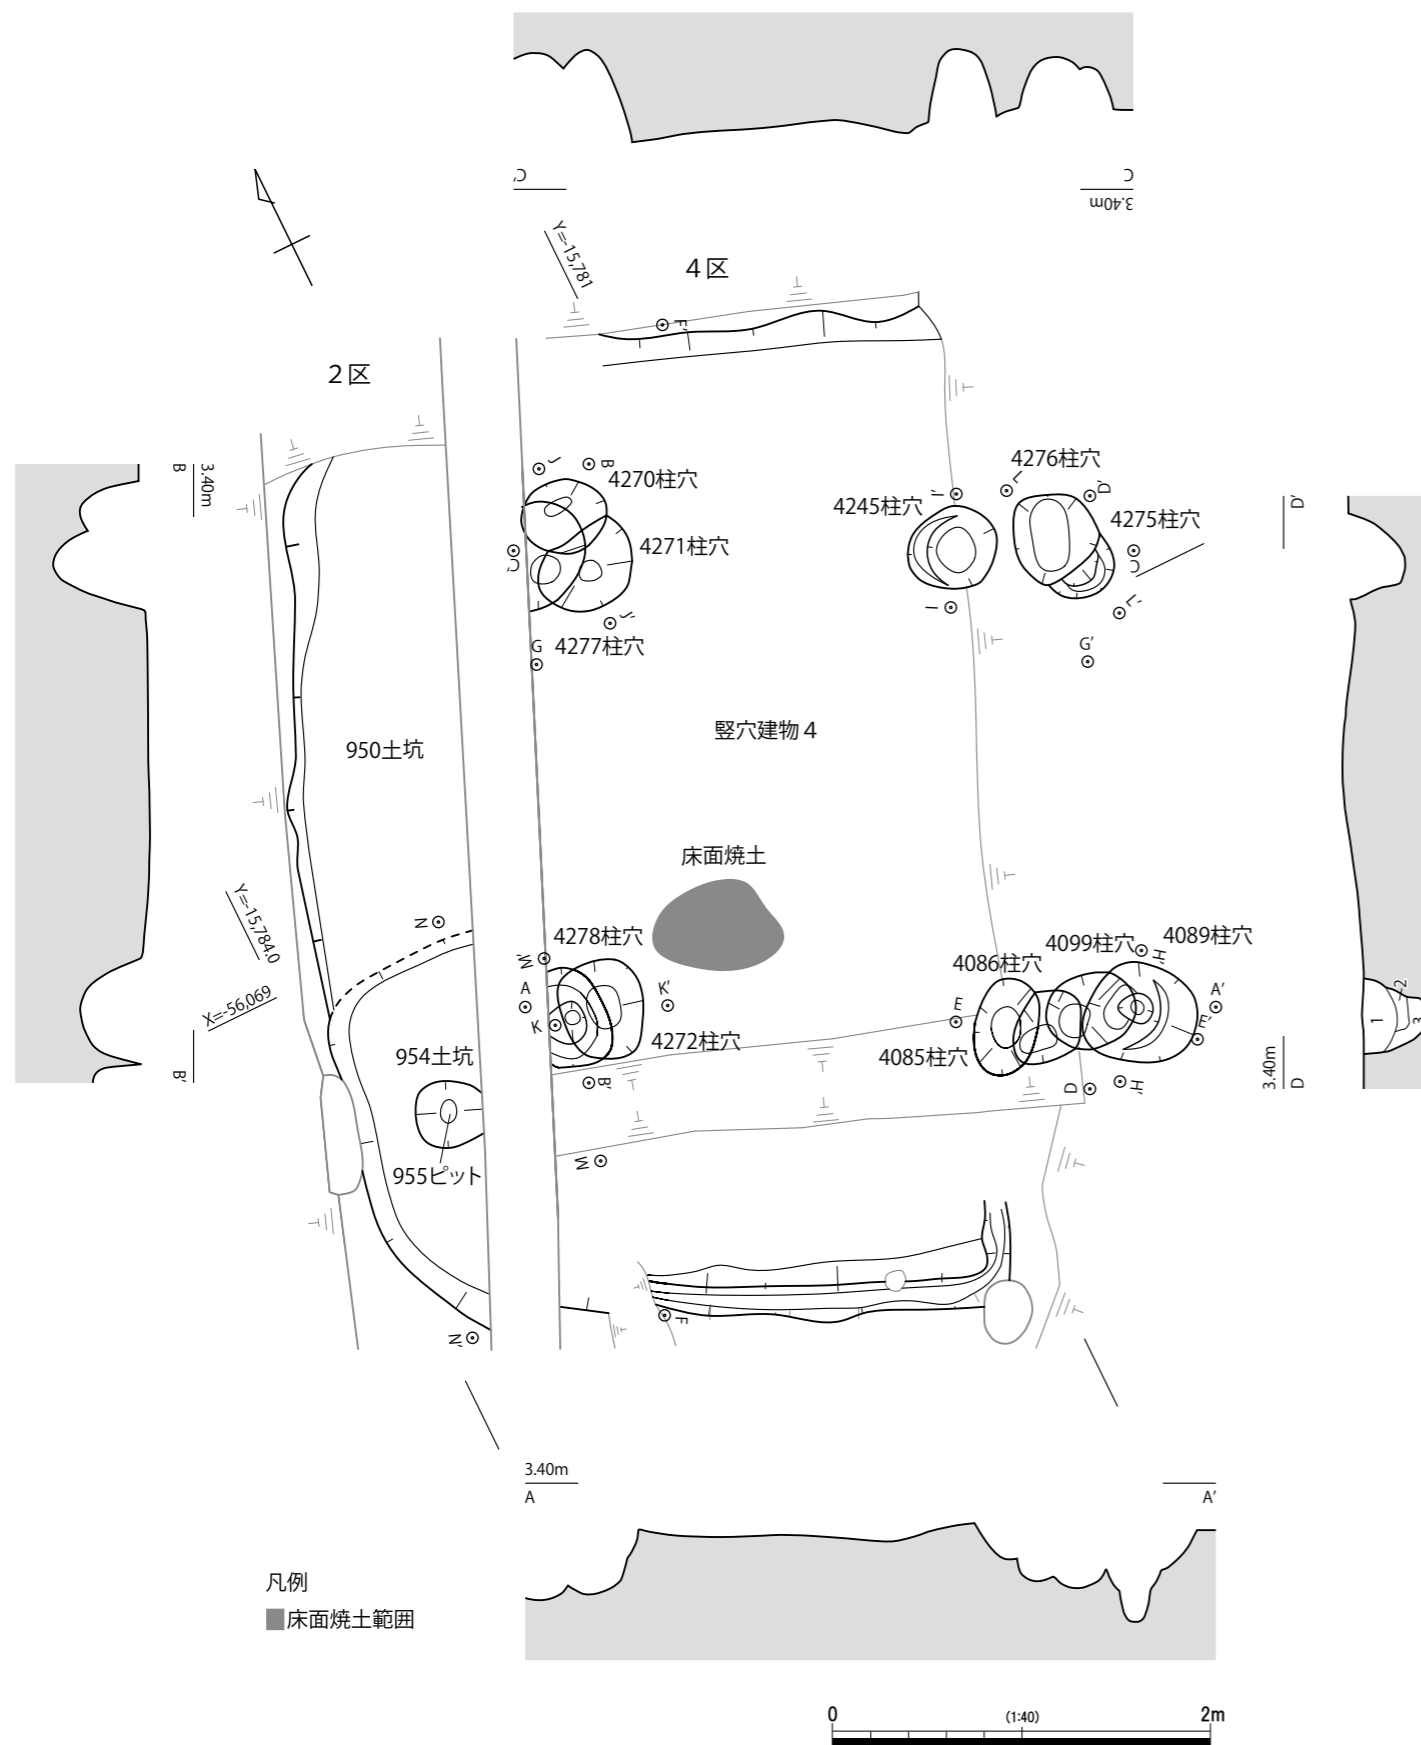 C'
C
3.40m
Y=-15,781
4区
F'
2区
B
3.40m
J
B
4270柱穴
4276柱穴
L
D'
D'
4245柱穴
I'
4275柱穴
4271柱穴
C'
C
I
L'
J'
G
4277柱穴
G'
竪穴建物4
950土坑
床面焼土
Y=-15,784.0
N
4278柱穴
4099柱穴
4089柱穴
W'
4086柱穴
H'
A
K'
E
A'
2
X=-56,069
K
E'
1
3
4272柱穴
954土坑
4085柱穴
3.40m
B'
B'
D
H'
D
W
955ピット
F
N'
3.40m
A
A'
凡例
床面焼土範囲
0
(1:40)
2m